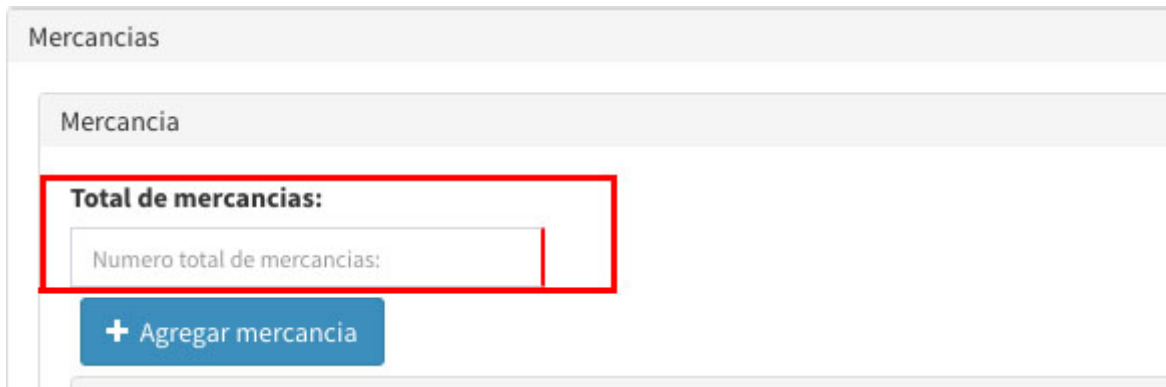 Mercancias
Mercancia
Total de mercancias:
Numero total de mercancias:
Agregar mercancia